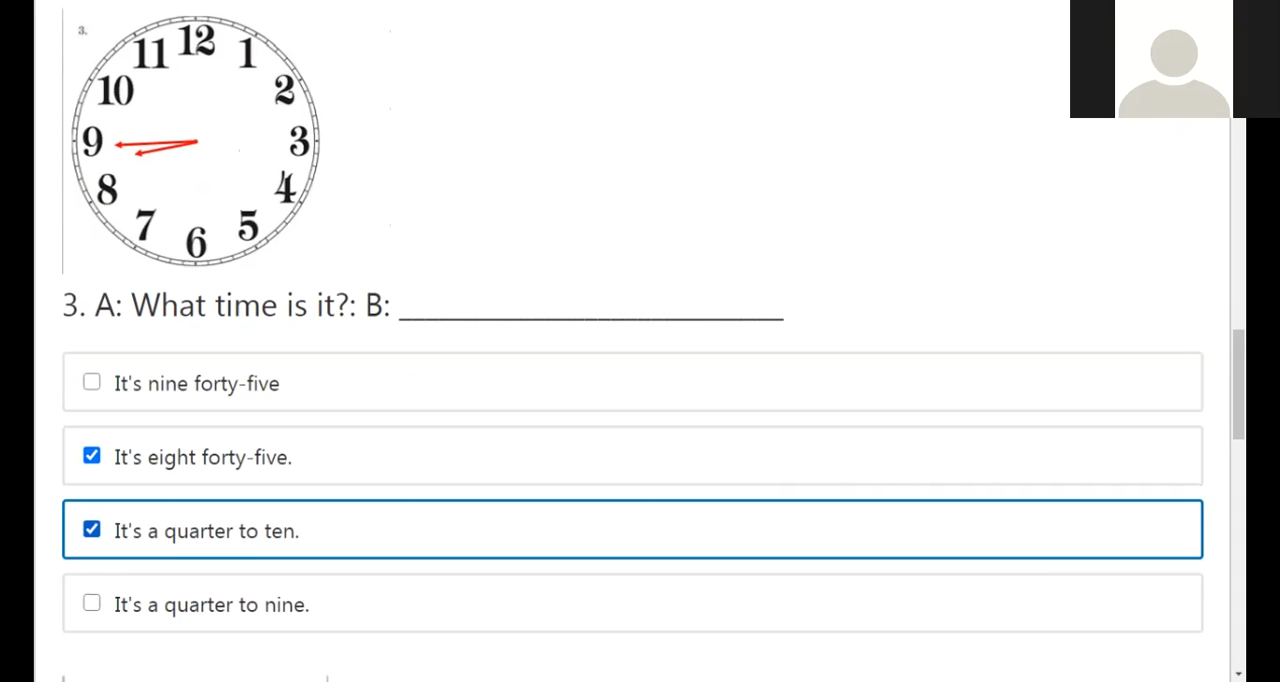 3.
12
11
1
10
2
9
3
8
4
7
5
6
3. A: What time is it?: B: ____________________________
It's nine forty-five
It's eight forty-five.
It's a quarter to ten.
It's a quarter to nine.